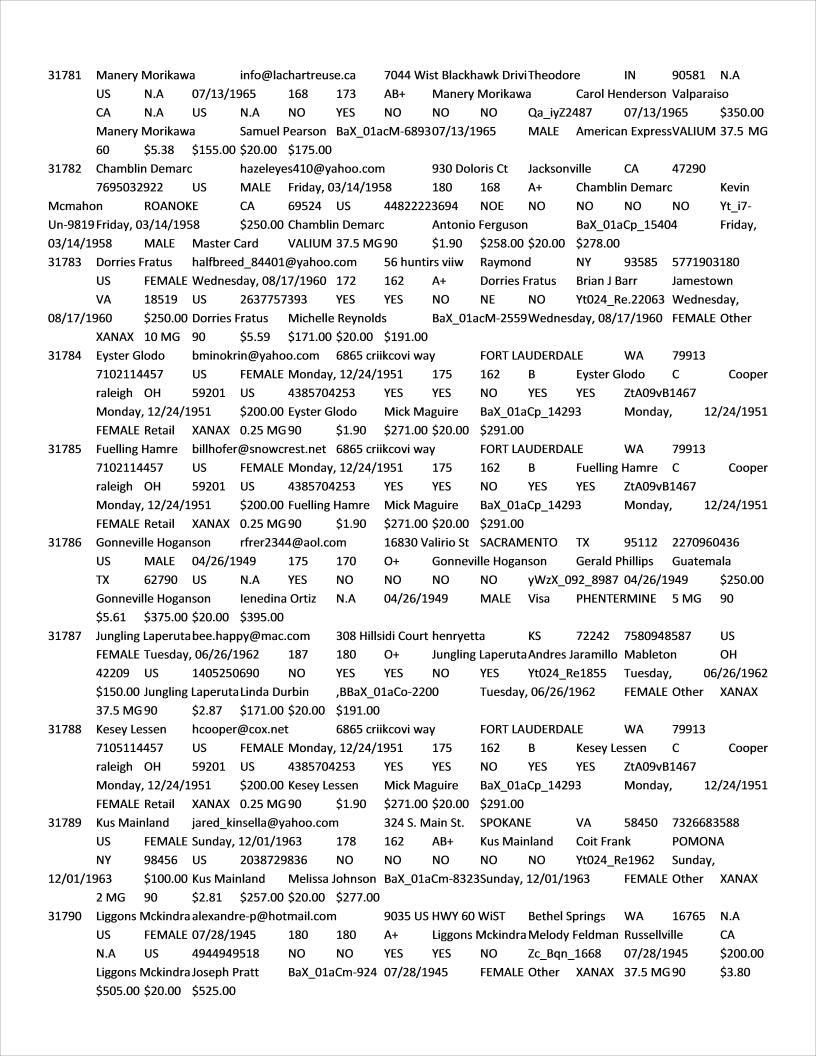 31781 Manery Morikawa info@lachartreuse.ca 7044 Wist Blackhawk DriviTheodore IN 90581 N.A
US N.A 07/13/1965 168 173 AB+ Manery Morikawa Carol Henderson Valparaiso
CA N.A US N.A NO YES NO NO NO Qa_iyZ2487 07/13/1965 $350.00
Manery Morikawa Samuel Pearson BaX_01acM-689307/13/1965 MALE American ExpressVALIUM 37.5 MG
60 $5.38 $155.00 $20.00 $175.00
31782 Chamblin Demarc hazeleyes410@yahoo.com 930 Doloris Ct Jacksonville CA 47290
7695032922 US MALE Friday, 03/14/1958 180 168 A+ Chamblin Demarc Kevin
Mcmahon ROANOKE CA 69524 US 44822223694 NOE NO NO NO NO Yt_i7-
Un-9819Friday, 03/14/1958 $250.00 Chamblin Demarc Antonio Ferguson BaX_01aCp_15404 Friday,
03/14/1958 MALE Master Card VALIUM 37.5 MG 90 $1.90 $258.00 $20.00 $278.00
31783 Dorries Fratus halfbreed_84401@yahoo.com 56 huntirs viiw Raymond NY 93585 5771903180
US FEMALE Wednesday, 08/17/1960 172 162 A+ Dorries Fratus Brian J Barr Jamestown
VA 18519 US 2637757393 YES YES NO NE NO Yt024_Re.22063 Wednesday,
08/17/1960 $250.00 Dorries Fratus Michelle Reynolds BaX_01acM-2559Wednesday, 08/17/1960 FEMALE Other
XANAX 10 MG 90 $5.59 $171.00 $20.00 $191.00
31784 Eyster Glodo bminokrin@yahoo.com 6865 criikcovi way FORT LAUDERDALE WA 79913
7102114457 US FEMALE Monday, 12/24/1951 175 162 B Eyster Glodo C Cooper
raleigh OH 59201 US 4385704253 YES YES NO YES YES ZtA09vB1467
Monday, 12/24/1951 $200.00 Eyster Glodo Mick Maguire BaX_01aCp_14293 Monday, 12/24/1951
FEMALE Retail XANAX 0.25 MG 90 $1.90 $271.00 $20.00 $291.00
31785 Fuelling Hamre billhofer@snowcrest.net 6865 criikcovi way FORT LAUDERDALE WA 79913
7102114457 US FEMALE Monday, 12/24/1951 175 162 B Fuelling Hamre C Cooper
raleigh OH 59201 US 4385704253 YES YES NO YES YES ZtA09vB1467
Monday, 12/24/1951 $200.00 Fuelling Hamre Mick Maguire BaX_01aCp_14293 Monday, 12/24/1951
FEMALE Retail XANAX 0.25 MG 90 $1.90 $271.00 $20.00 $291.00
31786 Gonneville Hoganson rfrer2344@aol.com 16830 Valirio St SACRAMENTO TX 95112 2270960436
US MALE 04/26/1949 175 170 O+ Gonneville Hoganson Gerald Phillips Guatemala
TX 62790 US N.A YES NO NO NO NO yWzX_092_8987 04/26/1949 $250.00
Gonneville Hoganson Ienedina Ortiz N.A 04/26/1949 MALE Visa PHENTERMINE 5 MG 90
$5.61 $375.00 $20.00 $395.00
31787 Jungling Laperutabee.happy@mac.com 308 Hillsidi Court henryetta KS 72242 7580948587 US
FEMALE Tuesday, 06/26/1962 187 180 O+ Jungling LaperutaAndres Jaramillo Mableton OH
42209 US 1405250690 NO YES YES NO YES Yt024_Re1855 Tuesday, 06/26/1962
$150.00 Jungling LaperutaLinda Durbin ,BBaX_01aCo-2200 Tuesday, 06/26/1962 FEMALE Other XANAX
37.5 MG 90 $2.87 $171.00 $20.00 $191.00
31788 Kesey Lessen hcooper@cox.net 6865 criikcovi way FORT LAUDERDALE WA 79913
7105114457 US FEMALE Monday, 12/24/1951 175 162 B Kesey Lessen C Cooper
raleigh OH 59201 US 4385704253 YES YES NO YES YES ZtA09vB1467
Monday, 12/24/1951 $200.00 Kesey Lessen Mick Maguire BaX_01aCp_14293 Monday, 12/24/1951
FEMALE Retail XANAX 0.25 MG 90 $1.90 $271.00 $20.00 $291.00
31789 Kus Mainland jared_kinsella@yahoo.com 324 S. Main St. SPOKANE VA 58450 7326683588
US FEMALE Sunday, 12/01/1963 178 162 AB+ Kus Mainland Coit Frank POMONA
NY 98456 US 2038729836 NO NO NO NO NO Yt024_Re1962 Sunday,
12/01/1963 $100.00 Kus Mainland Melissa Johnson BaX_01aCm-8323Sunday, 12/01/1963 FEMALE Other XANAX
2 MG 90 $2.81 $257.00 $20.00 $277.00
31790 Liggons Mckindra alexandre-p@hotmail.com 9035 US HWY 60 WiST Bethel Springs WA 16765 N.A
US FEMALE 07/28/1945 180 180 A+ Liggons Mckindra Melody Feldman Russellville CA
N.A US 4944949518 NO NO YES YES NO Zc_Bqn_1668 07/28/1945 $200.00
Liggons Mckindra Joseph Pratt BaX_01aCm-924 07/28/1945 FEMALE Other XANAX 37.5 MG 90 $3.80
$505.00 $20.00 $525.00